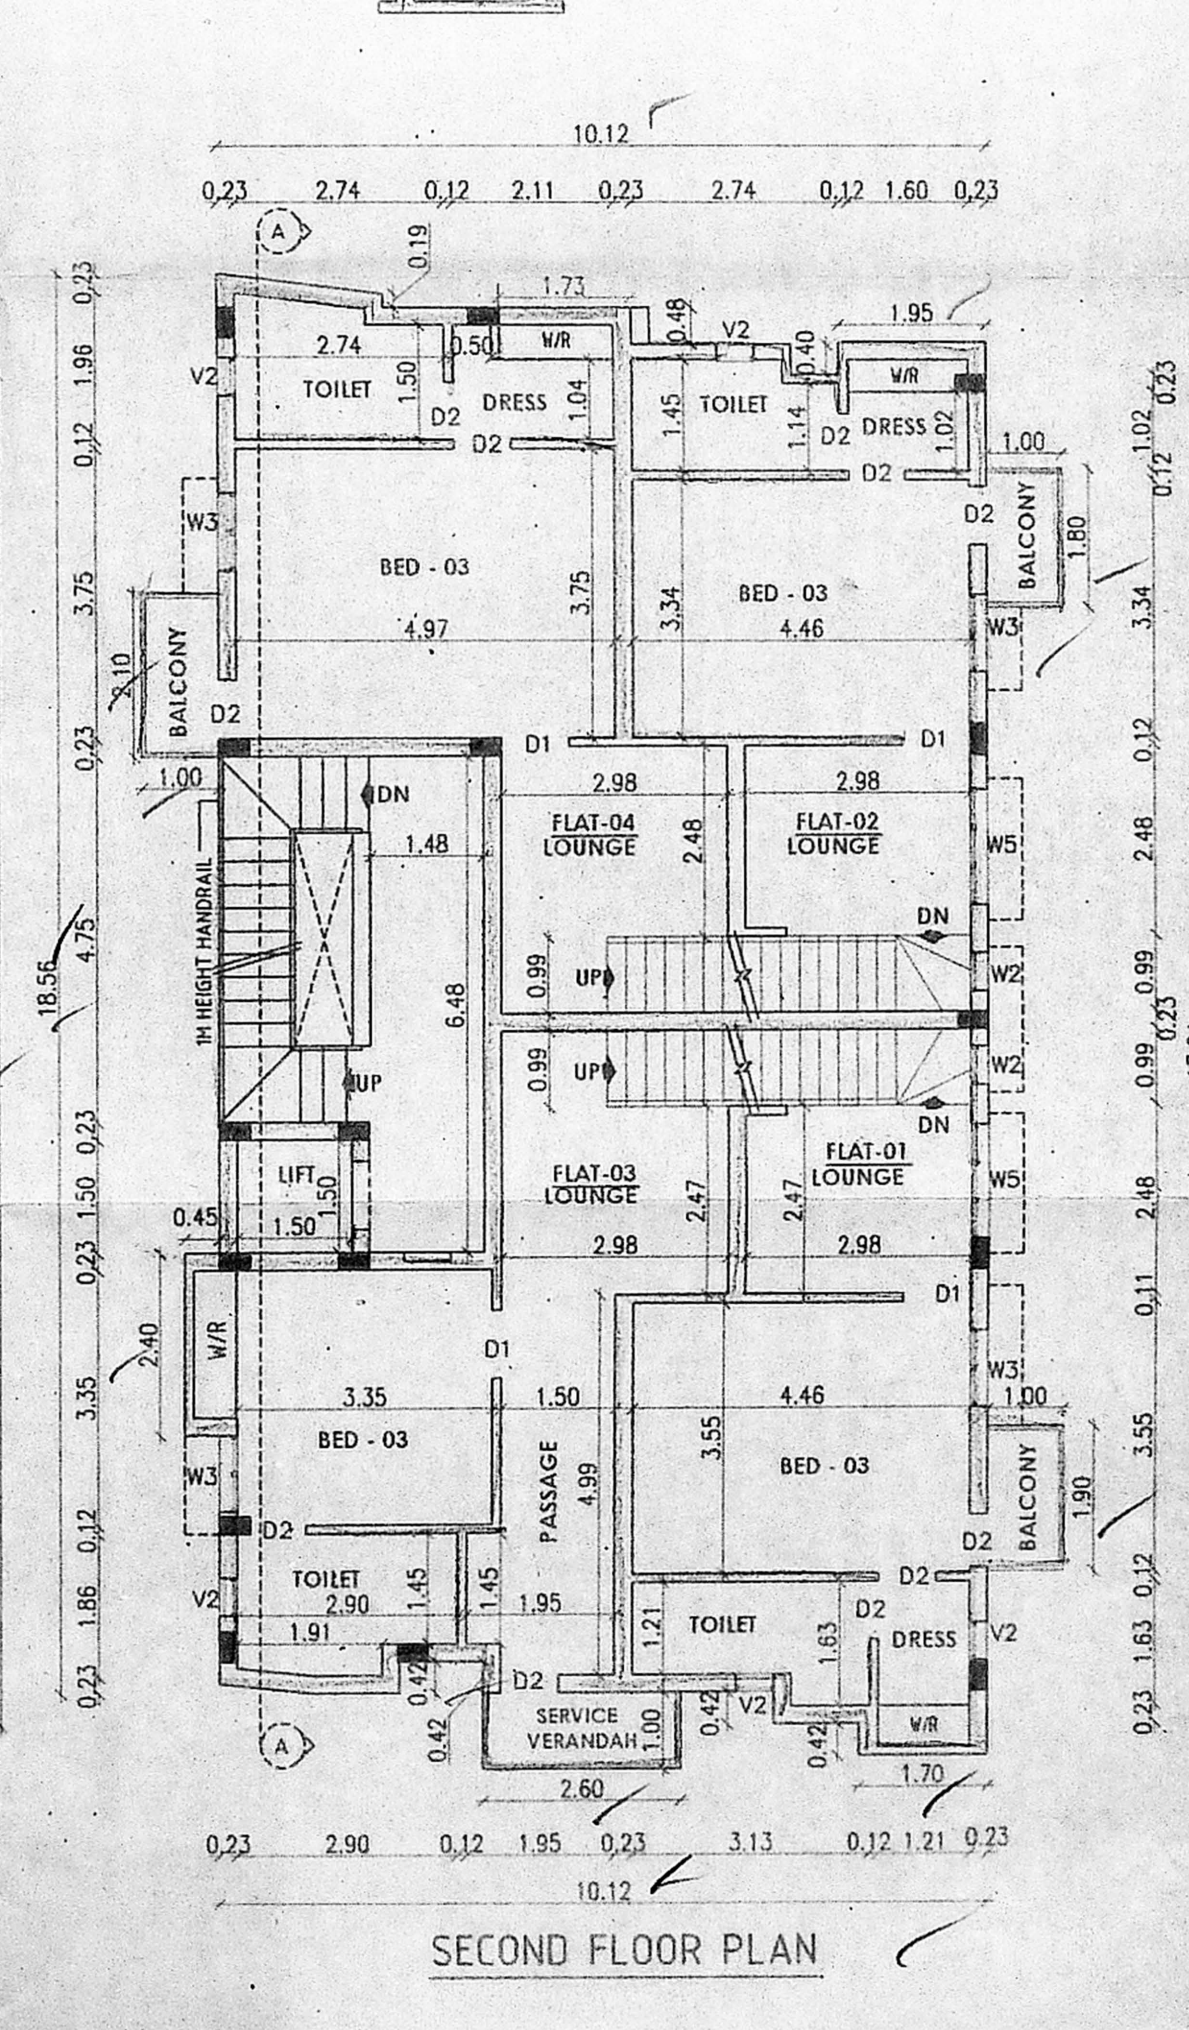 10.12
0.23 2.74 0.12 2.11 0.23 2.74 0.12 1.60 0.23
A
0.19
1.73
0.48
V2
0.40
1.95
0.23
1.96
0.12
3.75
0.23
4.75
18.56
0.23
1.50
0.23
3.35
0.12
1.86
0.23
V2
2.74
TOILET
1.50
0.50
W/R
D2
DRESS
1.04
D2
1.45
TOILET
1.14
W/R
D2
DRESS
1.02
D2
1.00
0.23
1.02
0.12
3.34
0.12
2.48
0.99
0.23
0.99
2.48
0.11
3.55
0.12
1.63
0.23
W3
BED - 03
3.75
4.97
BALCONY
2.10
D2
1.00
3.34
BED - 03
4.46
D2
BALCONY
1.80
W3
D1
D1
DN
1.48
1M HEIGHT HANDRAIL
6.48
UP
2.98
FLAT-04
LOUNGE
2.48
2.98
FLAT-02
LOUNGE
W5
DN
0.99
UP
W2
0.99
UP
W2
DN
LIFT
1.50
1.50
0.45
FLAT-03
LOUNGE
2.47
2.98
2.47
FLAT-01
LOUNGE
2.98
W5
D1
W/R
2.40
D1
3.35
1.50
BED - 03
PASSAGE
4.99
3.55
4.46
BED - 03
W3
1.00
BALCONY
1.90
D2
W3
D2
TOILET
2.90
1.45
1.45
1.95
1.91
V2
0.42
0.42
D2
SERVICE
VERANDAH
1.00
2.60
1.21
TOILET
1.63
D2
D2
DRESS
V2
0.42
V2
0.42
W/R
1.70
A
0.23 2.90 0.12 1.95 0.23 3.13 0.12 1.21 0.23
10.12
SECOND FLOOR PLAN